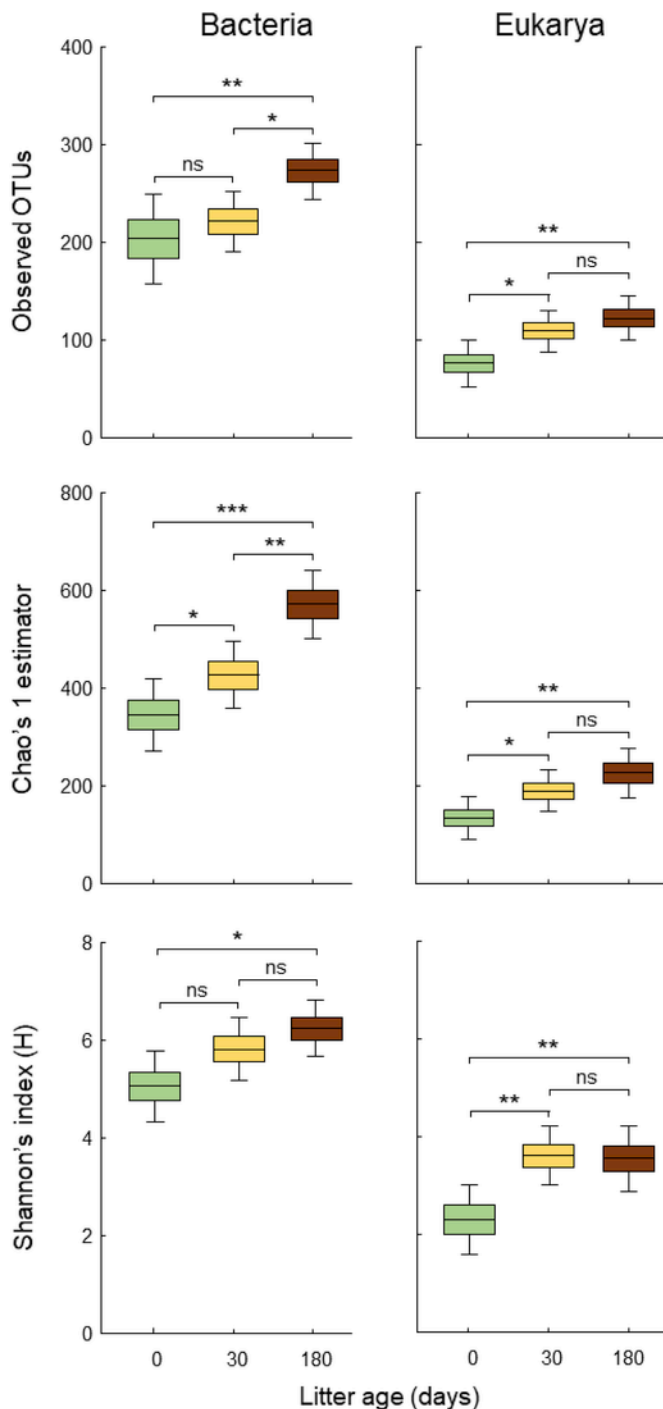 Bacteria
Eukarya
Observed OTUs
400
300
200
100
0
**
*
ns
**
ns
*
Chao's 1 estimator
800
600
400
200
0
***
**
*
**
ns
*
Shannon's index (H)
8
6
4
2
0
*
ns
ns
**
ns
**
0 30 180
0 30 180
Litter age (days)